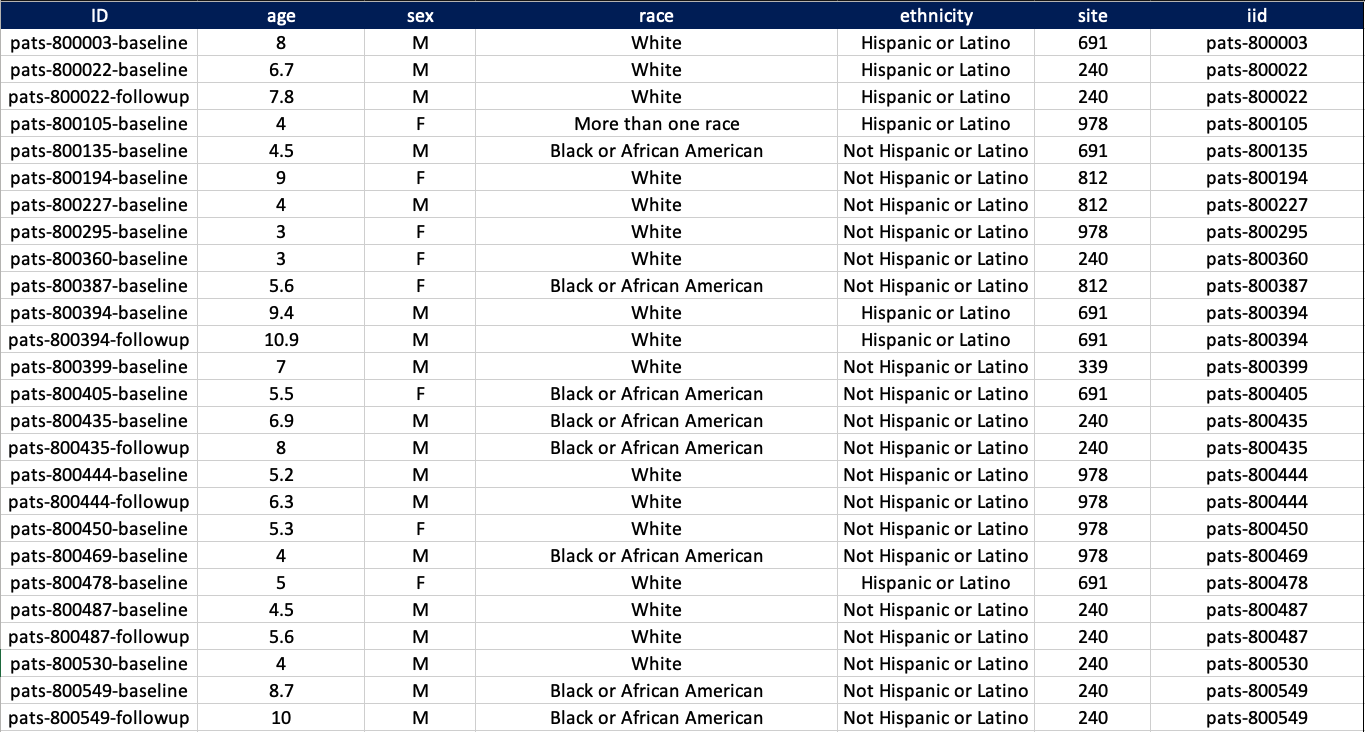 ID age sex race ethnicity site iid
pats-800003-baseline 8 M White Hispanic or Latino 691 pats-800003
pats-800022-baseline 6.7 M White Hispanic or Latino 240 pats-800022
pats-800022-followup 7.8 M White Hispanic or Latino 240 pats-800022
pats-800105-baseline 4 F More than one race Hispanic or Latino 978 pats-800105
pats-800135-baseline 4.5 M Black or African American Not Hispanic or Latino 691 pats-800135
pats-800194-baseline 9 F White Not Hispanic or Latino 812 pats-800194
pats-800227-baseline 4 M White Not Hispanic or Latino 812 pats-800227
pats-800295-baseline 3 F White Not Hispanic or Latino 978 pats-800295
pats-800360-baseline 3 F White Not Hispanic or Latino 240 pats-800360
pats-800387-baseline 5.6 F Black or African American Not Hispanic or Latino 812 pats-800387
pats-800394-baseline 9.4 M White Hispanic or Latino 691 pats-800394
pats-800394-followup 10.9 M White Hispanic or Latino 691 pats-800394
pats-800399-baseline 7 M White Not Hispanic or Latino 339 pats-800399
pats-800405-baseline 5.5 F Black or African American Not Hispanic or Latino 691 pats-800405
pats-800435-baseline 6.9 M Black or African American Not Hispanic or Latino 240 pats-800435
pats-800435-followup 8 M Black or African American Not Hispanic or Latino 240 pats-800435
pats-800444-baseline 5.2 M White Not Hispanic or Latino 978 pats-800444
pats-800444-followup 6.3 M White Not Hispanic or Latino 978 pats-800444
pats-800450-baseline 5.3 F White Not Hispanic or Latino 978 pats-800450
pats-800469-baseline 4 M Black or African American Not Hispanic or Latino 978 pats-800469
pats-800478-baseline 5 F White Hispanic or Latino 691 pats-800478
pats-800487-baseline 4.5 M White Not Hispanic or Latino 240 pats-800487
pats-800487-followup 5.6 M White Not Hispanic or Latino 240 pats-800487
pats-800530-baseline 4 M White Not Hispanic or Latino 240 pats-800530
pats-800549-baseline 8.7 M Black or African American Not Hispanic or Latino 240 pats-800549
pats-800549-followup 10 M Black or African American Not Hispanic or Latino 240 pats-800549